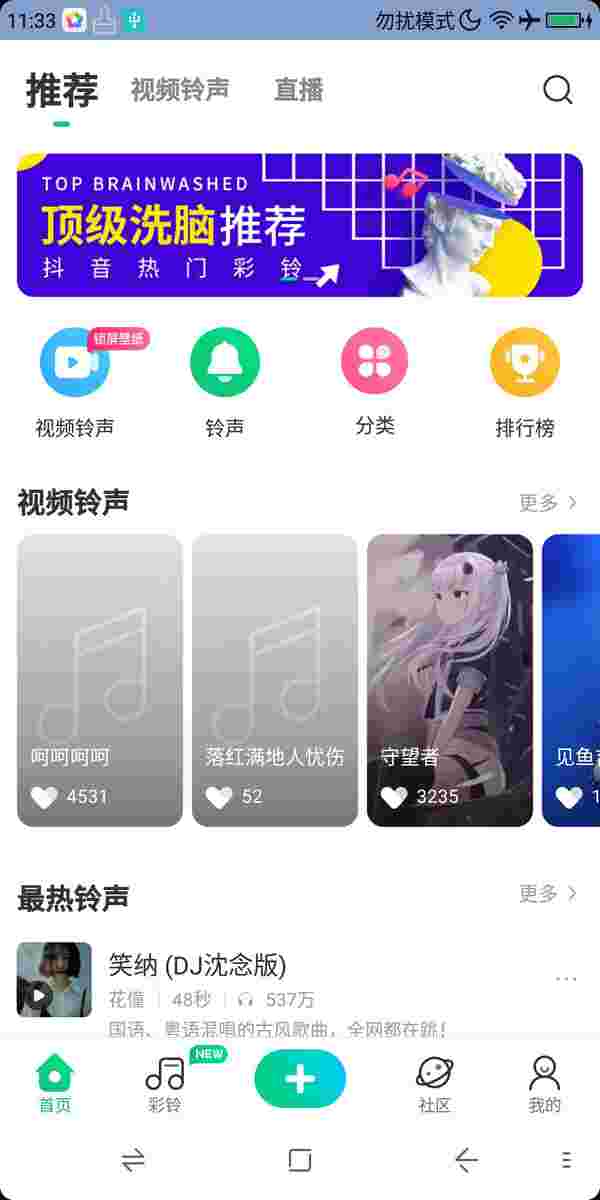 11:33 勿扰模式
推荐 视频铃声 直播
TOP BRAINWASHED
顶级洗脑推荐
抖音热门彩铃
锁屏壁纸
视频铃声 铃声 分类 排行榜
视频铃声 更多
呵呵呵呵 落红满地人忧伤 守望者 见鱼
4531 52 3235 1
最热铃声 更多
笑纳 (DJ沈念版)
花僮 48秒 537万
国语、粤语混唱的古风歌曲，全网都在跳！
NEW
首页 彩铃 社区 我的